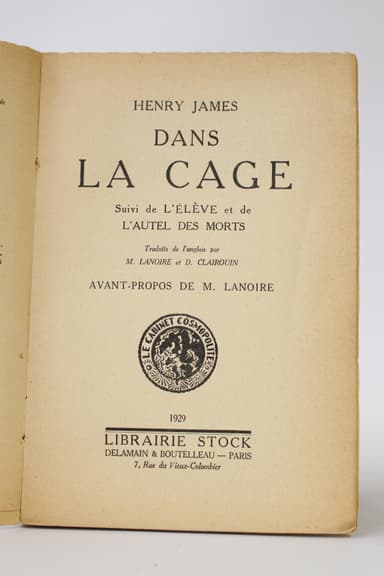 HENRY JAMES
DANS
LA CAGE
Suivi de L'ÉLÈVE et de
L'AUTEL DES MORTS
Traduits de l'anglais par
M. LANOIRE et D. CLAIROUIN
AVANT-PROPOS DE M. LANOIRE
LE CABINET COSMOPOLITE
1929
LIBRAIRIE STOCK
DELAMAIN & BOUTELLEAU — PARIS
7, Rue du Vieux-Colombier